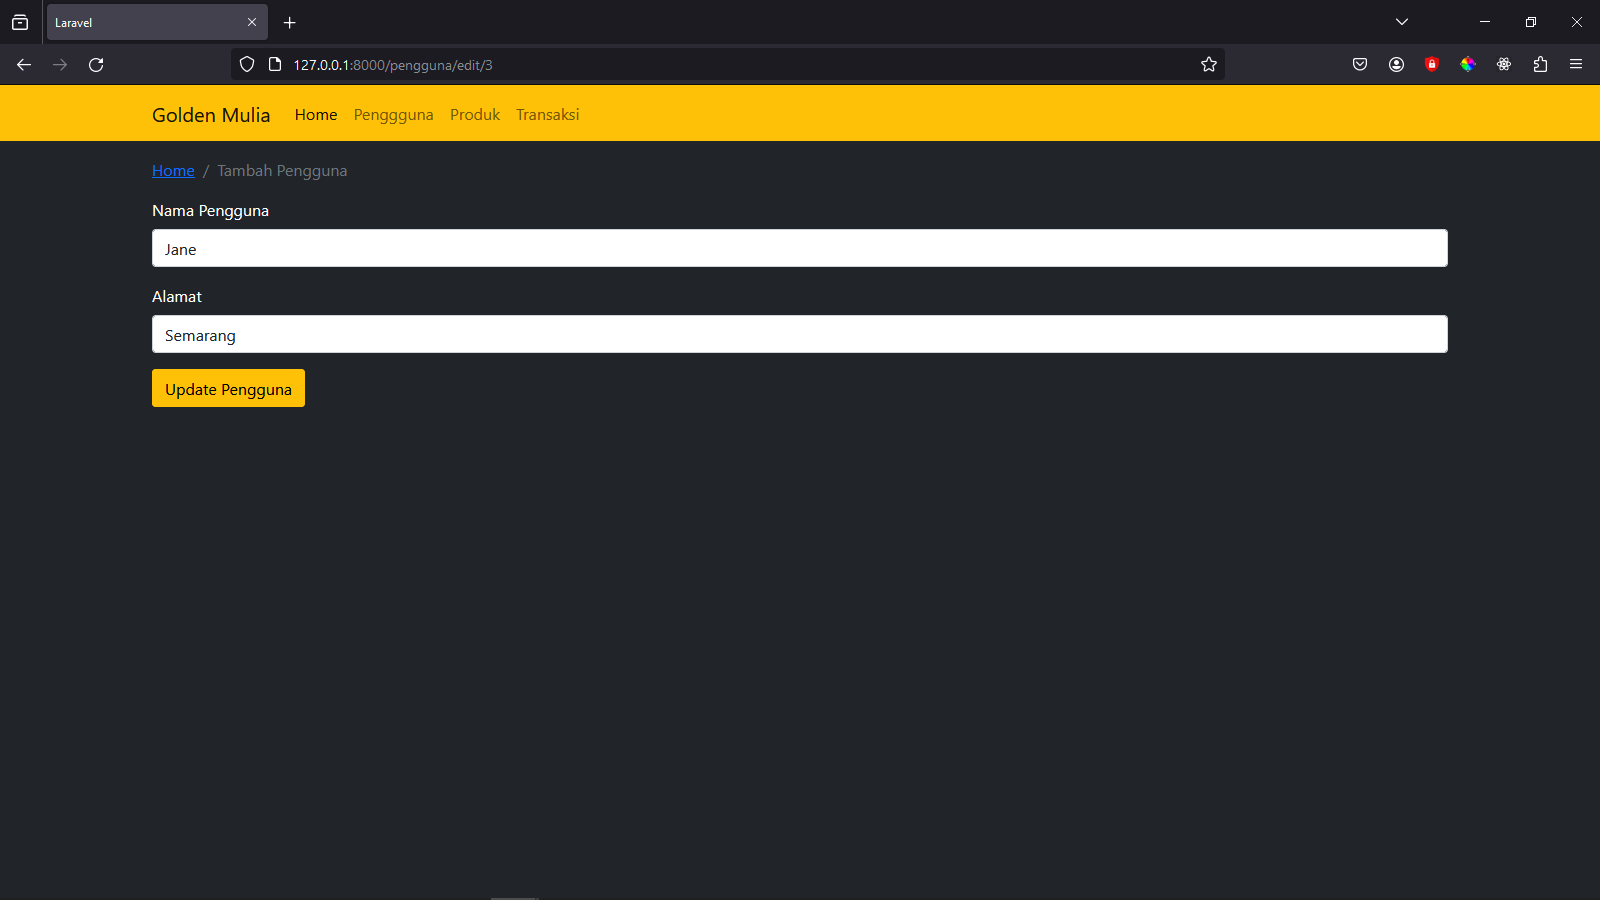 Laravel
127.0.0.1:8000/pengguna/edit/3
Golden Mulia Home Penggguna Produk Transaksi
Home / Tambah Pengguna
Nama Pengguna
Jane
Alamat
Semarang
Update Pengguna